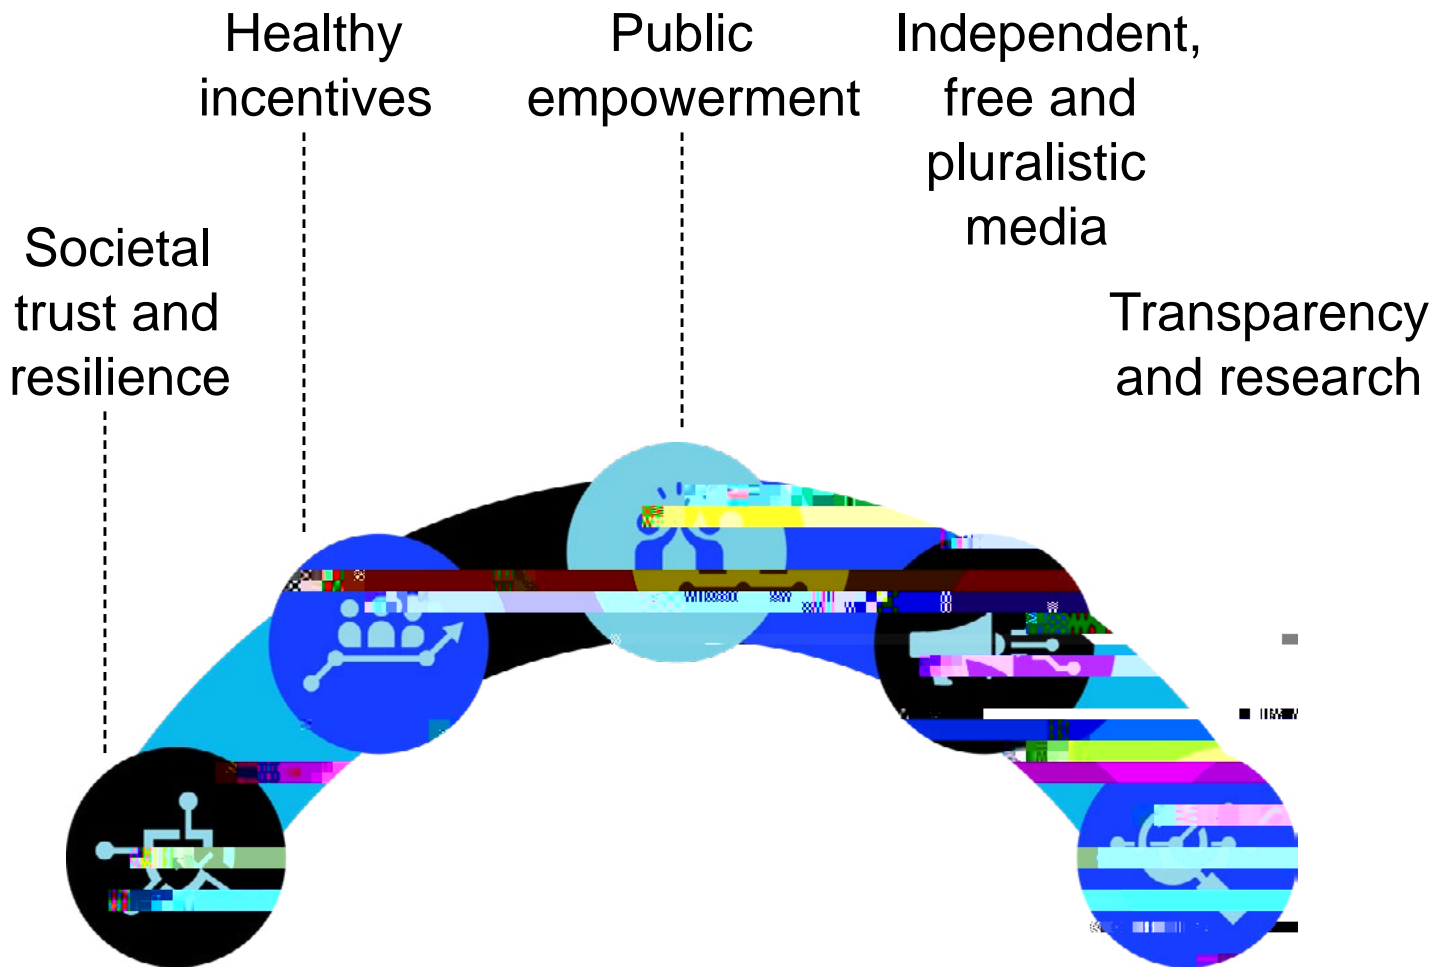 Healthy
incentives
Public
empowerment
Independent,
free and
pluralistic
media
Societal
trust and
resilience
Transparency
and research